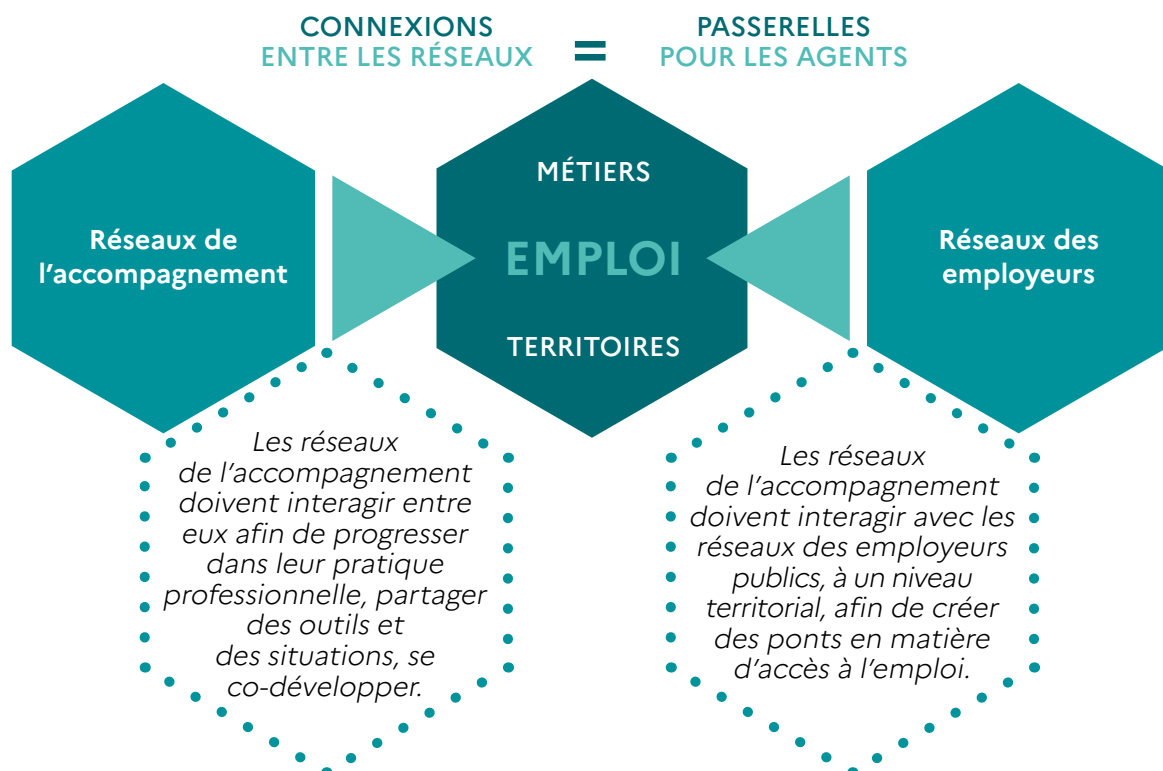 CONNEXIONS
ENTRE LES RÉSEAUX
=
PASSERELLES
POUR LES AGENTS
Réseaux de
l'accompagnement
MÉTIERS
EMPLOI
TERRITOIRES
Réseaux des
employeurs
Les réseaux
de l'accompagnement
doivent interagir entre
eux afin de progresser
dans leur pratique
professionnelle, partager
des outils et
des situations, se
co-développer.
Les réseaux
de l'accompagnement
doivent interagir avec les
réseaux des employeurs
publics, à un niveau
territorial, afin de créer
des ponts en matière
d'accès à l'emploi.